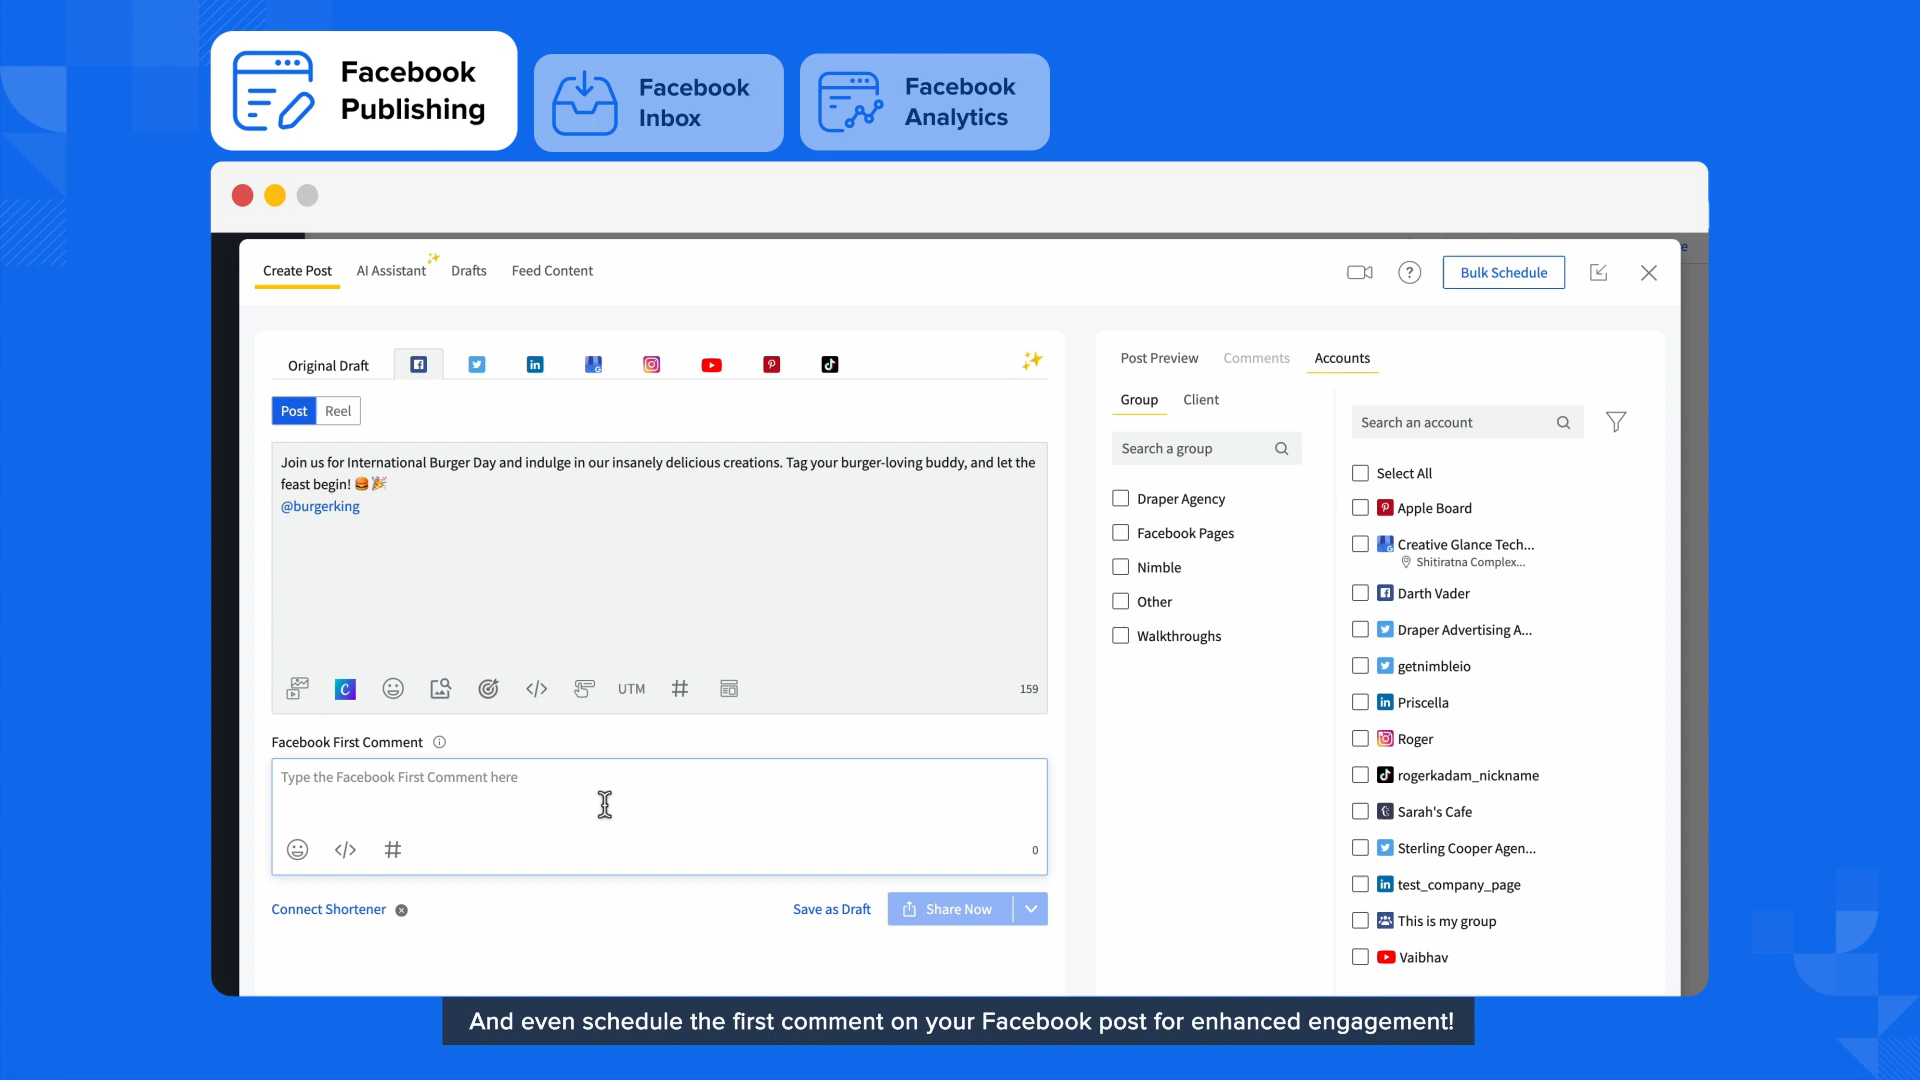 Facebook
Publishing
Facebook
Inbox
Facebook
Analytics
e
Create Post
AI Assistant
Drafts
Feed Content
Bulk Schedule
Original Draft
Post
Reel
Join us for International Burger Day and indulge in our insanely delicious creations. Tag your burger-loving buddy, and let the
feast begin! 🍔🎉
@burgerking
UTM
159
Facebook First Comment
Type the Facebook First Comment here
0
Connect Shortener
Save as Draft
Share Now
Post Preview
Comments
Accounts
Group
Client
Search a group
Draper Agency
Facebook Pages
Nimble
Other
Walkthroughs
Search an account
Select All
Apple Board
Creative Glance Tech...
Shitiratna Complex...
Darth Vader
Draper Advertising A...
getnimbleio
Priscella
Roger
rogerkadam_nickname
Sarah's Cafe
Sterling Cooper Agen...
test_company_page
This is my group
Vaibhav
And even schedule the first comment on your Facebook post for enhanced engagement!